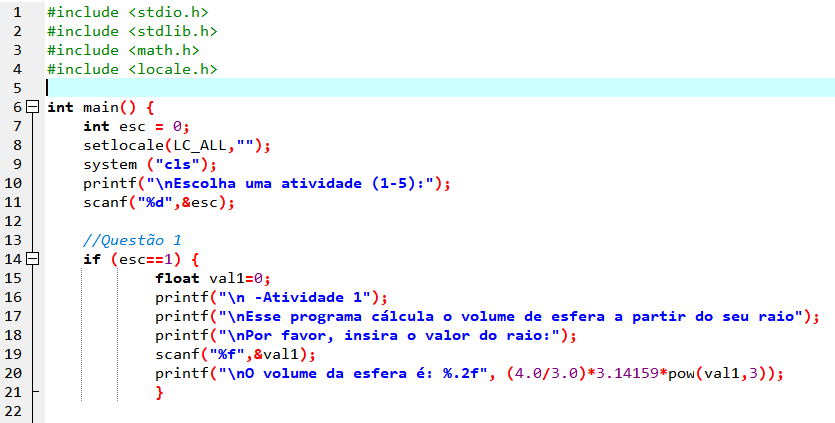 1 #include <stdio.h>
2 #include <stdlib.h>
3 #include <math.h>
4 #include <locale.h>
5
6 int main() {
7 int esc = 0;
8 setlocale(LC_ALL,"");
9 system ("cls");
10 printf("\nEscolha uma atividade (1-5):");
11 scanf("%d",&esc);
12
13 //Questão 1
14 if (esc==1) {
15 float val1=0;
16 printf("\n -Atividade 1");
17 printf("\nEsse programa cálcula o volume de esfera a partir do seu raio");
18 printf("\nPor favor, insira o valor do raio:");
19 scanf("%f",&val1);
20 printf("\nO volume da esfera é: %.2f", (4.0/3.0)*3.14159*pow(val1,3));
21 }
22